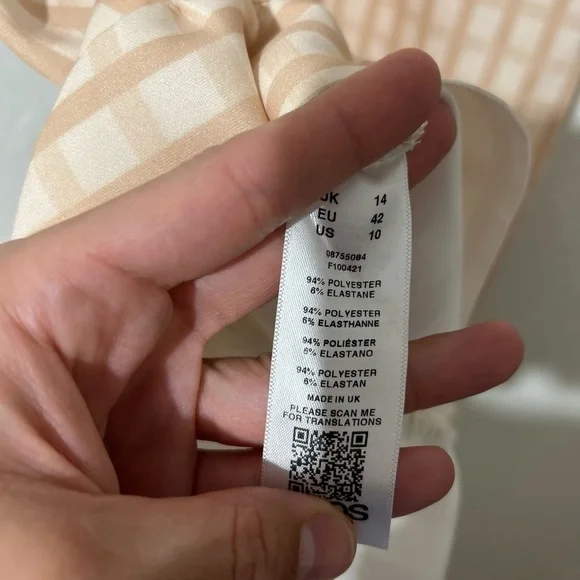 UK 14
EU 42
US 10
08755084
F100421
94% POLYESTER
6% ELASTANE
94% POLYESTER
6% ELASTHANNE
94% POLIÉSTER
6% ELASTANO
94% POLYESTER
6% ELASTAN
MADE IN UK
PLEASE SCAN ME
FOR TRANSLATIONS